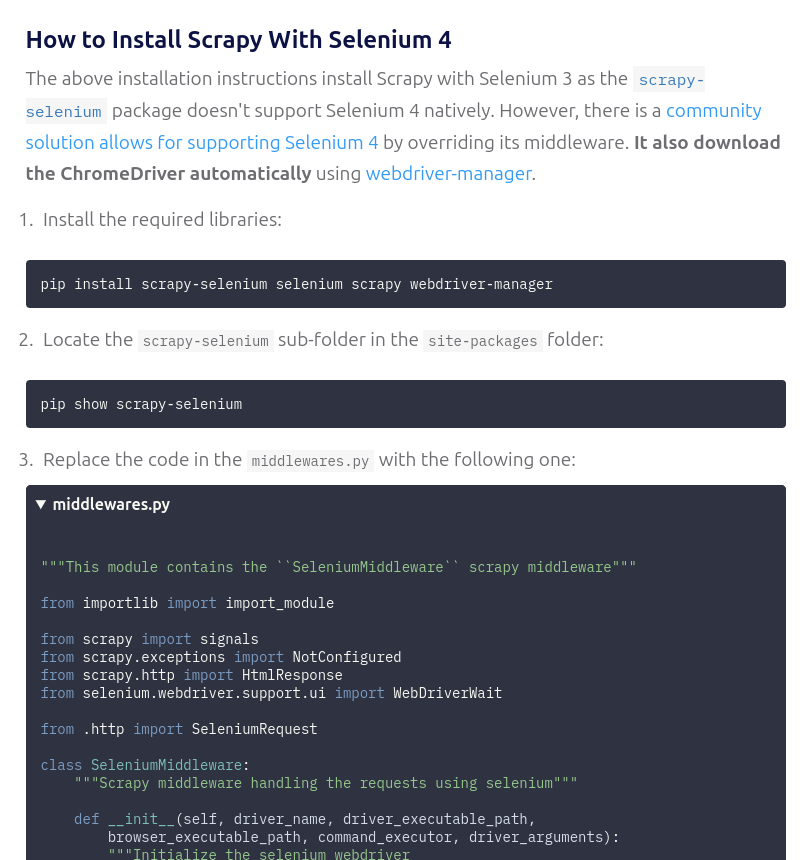 How to Install Scrapy With Selenium 4
The above installation instructions install Scrapy with Selenium 3 as the scrapy-
selenium package doesn't support Selenium 4 natively. However, there is a community
solution allows for supporting Selenium 4 by overriding its middleware. It also download
the ChromeDriver automatically using webdriver-manager.
1. Install the required libraries:
pip install scrapy-selenium selenium scrapy webdriver-manager
2. Locate the scrapy-selenium sub-folder in the site-packages folder:
pip show scrapy-selenium
3. Replace the code in the middlewares.py with the following one:
▼ middlewares.py
"""This module contains the ``SeleniumMiddleware`` scrapy middleware"""
from importlib import import_module
from scrapy import signals
from scrapy.exceptions import NotConfigured
from scrapy.http import HtmlResponse
from selenium.webdriver.support.ui import WebDriverWait
from .http import SeleniumRequest
class SeleniumMiddleware:
"""Scrapy middleware handling the requests using selenium"""
def __init__(self, driver_name, driver_executable_path,
browser_executable_path, command_executor, driver_arguments):
"""Initialize the selenium webdriver